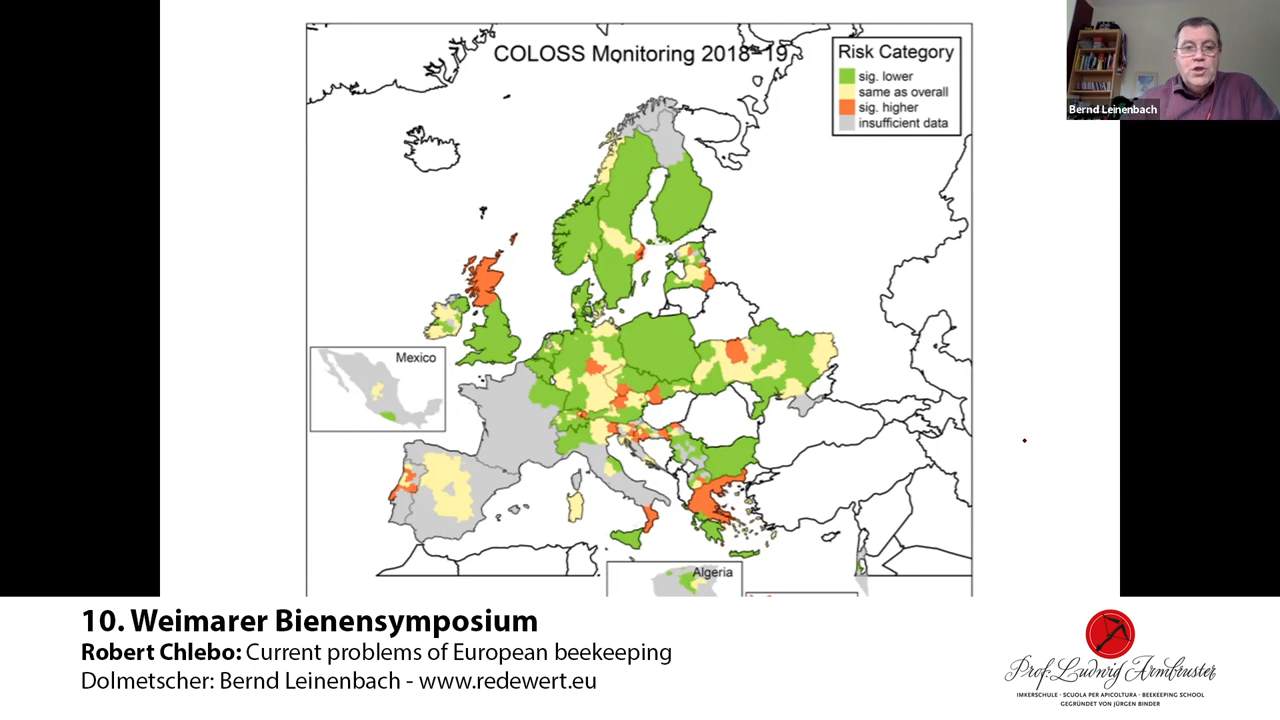 COLOSS Monitoring 2018-19
Risk Category
sig. lower
same as overall
sig. higher
insufficient data
Bernd Leinenbach
Mexico
Algeria
10. Weimarer Bienensymposium
Robert Chlebo: Current problems of European beekeeping
Dolmetscher: Bernd Leinenbach - www.redewert.eu
Prof. Ludwig Armbruster
IMKERSCHULE · SCUOLA PER APICOLTURA · BEEKEEPING SCHOOL
GEGRÜNDET VON JÜRGEN BINDER